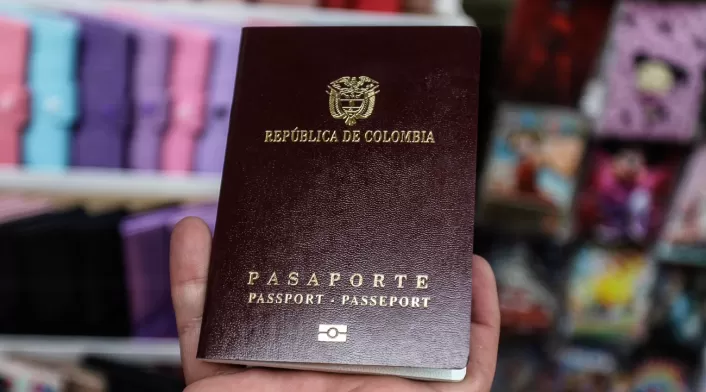 REPÚBLICA DE COLOMBIA
PASAPORTE
PASSPORT - PASSEPORT